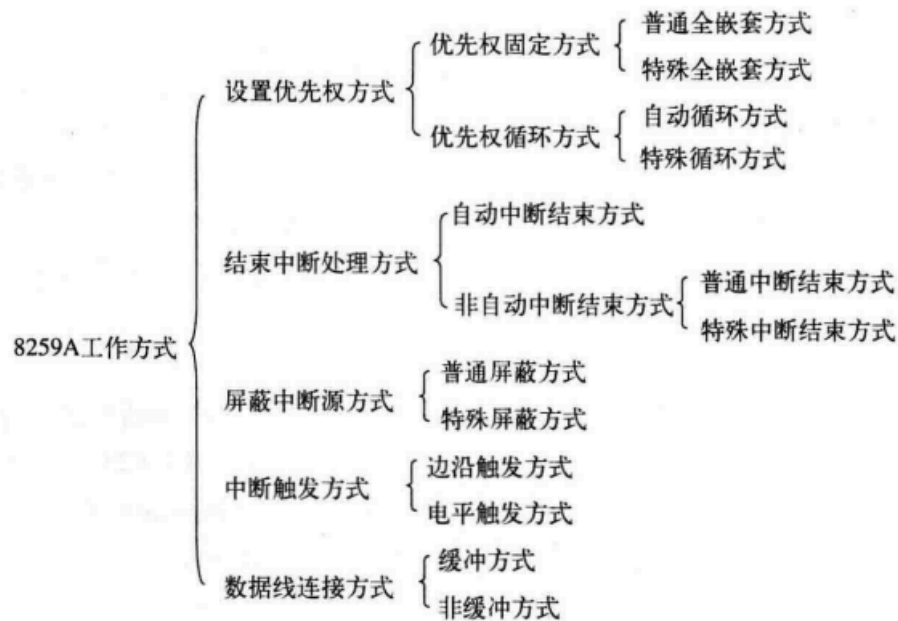 普通全嵌套方式
优先权固定方式
特殊全嵌套方式
设置优先权方式
自动循环方式
优先权循环方式
特殊循环方式
自动中断结束方式
结束中断处理方式
普通中断结束方式
非自动中断结束方式
特殊中断结束方式
8259A工作方式
普通屏蔽方式
屏蔽中断源方式
特殊屏蔽方式
边沿触发方式
中断触发方式
电平触发方式
缓冲方式
数据线连接方式
非缓冲方式